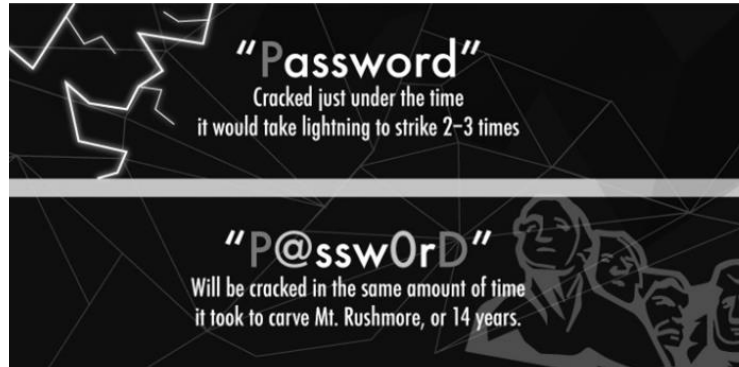 "Password"
Cracked just under the time
it would take lightning to strike 2–3 times
"P@ssw0rD"
Will be cracked in the same amount of time
it took to carve Mt. Rushmore, or 14 years.